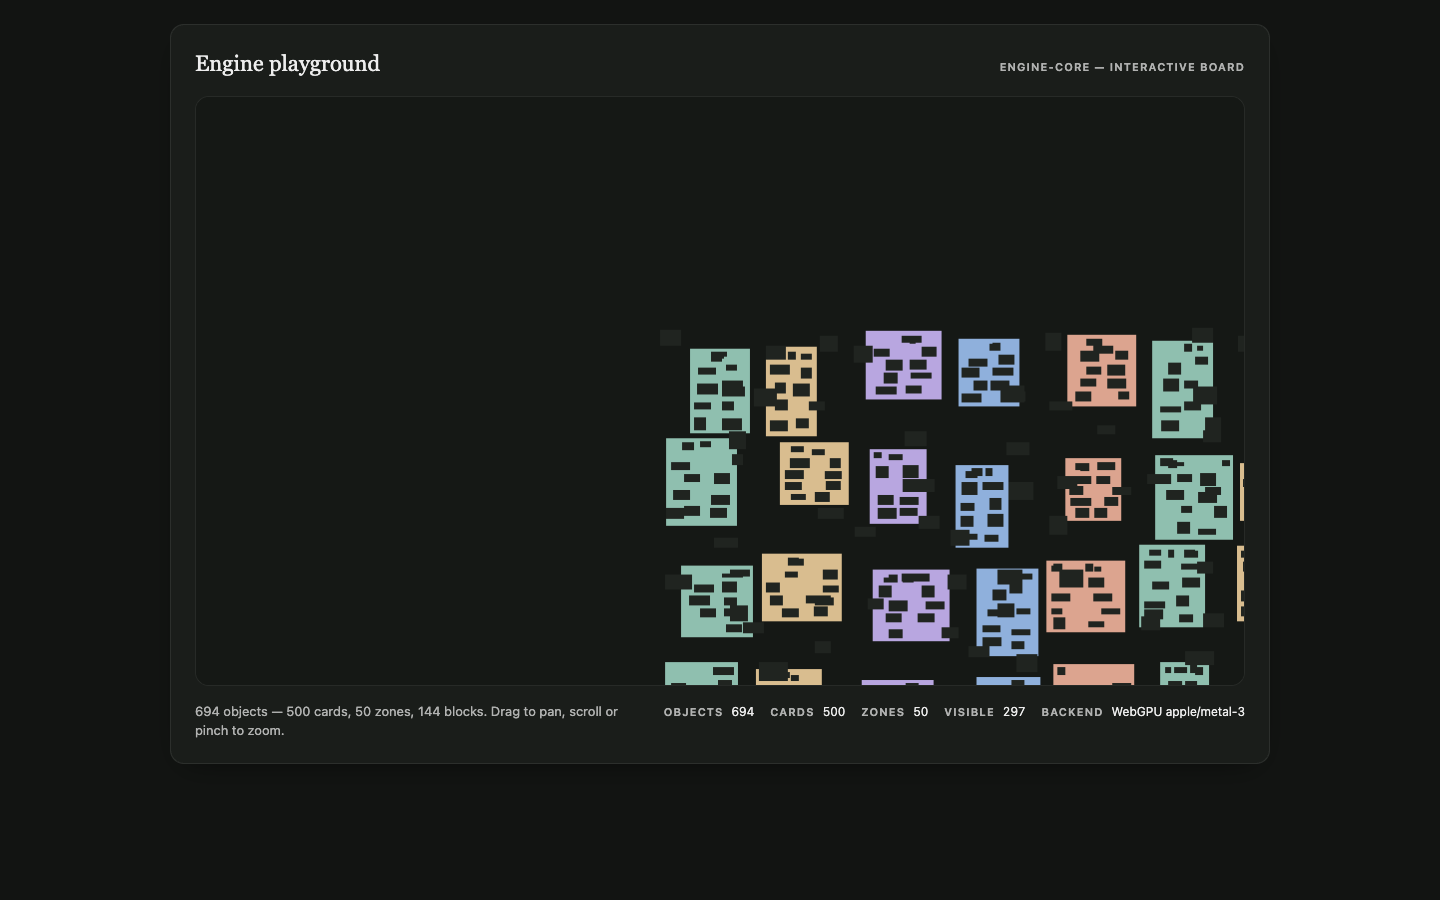 Engine playground
ENGINE-CORE — INTERACTIVE BOARD
694 objects — 500 cards, 50 zones, 144 blocks. Drag to pan, scroll or
pinch to zoom.
OBJECTS 694 CARDS 500 ZONES 50 VISIBLE 297 BACKEND WebGPU apple/metal-3